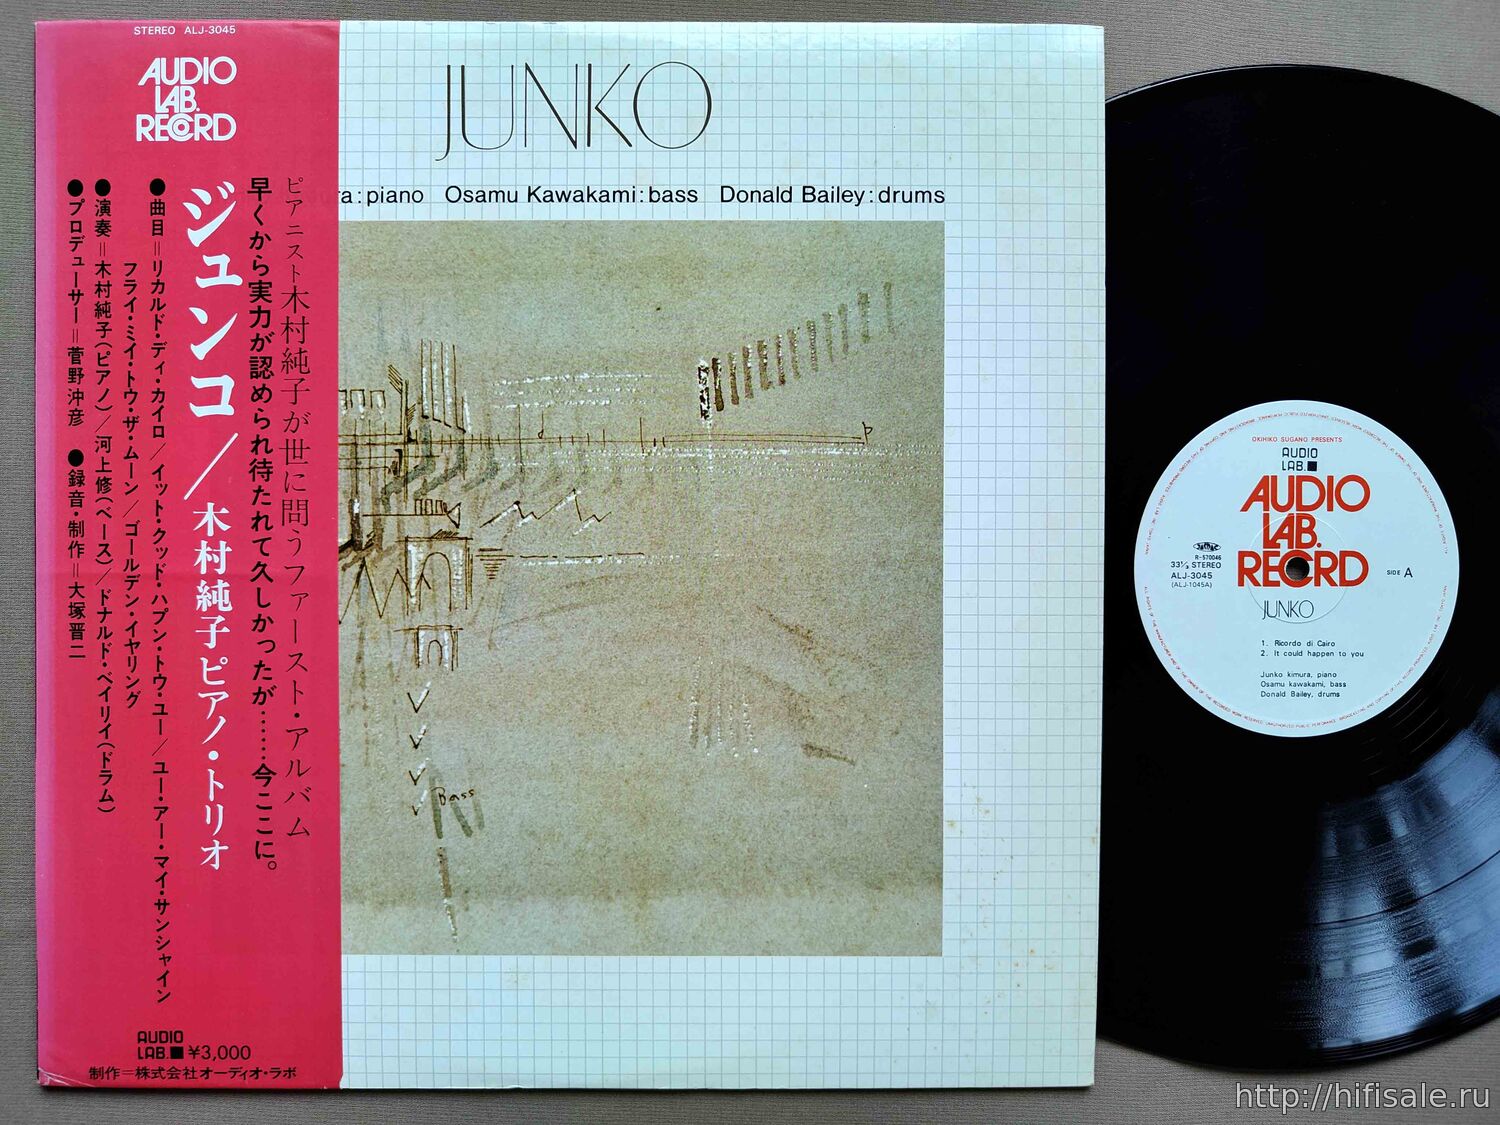 STEREO ALJ-3045
AUDIO
LAB.
RECORD
ピアニスト木村純子が世に問うファースト・アルバム
早くから実力が認められ待たれて久しかったが……今ここに。
ジュンコ／木村純子ピアノ・トリオ
●曲目＝リカルド・ディ・カイロ／イット・クッド・ハプン・トウ・ユー／ユー・アー・マイ・サンシャイン
フライ・ミイ・トウ・ザ・ムーン／ゴールデン・イヤリング
●演奏＝木村純子(ピアノ)／河上修(ベース)／ドナルド・ベイリイ(ドラム)
●プロデューサー＝菅野沖彦 ●録音・制作＝大塚晋二
AUDIO
LAB.■ ¥3,000
制作＝株式会社オーディオ・ラボ
JUNKO
ra:piano Osamu Kawakami:bass Donald Bailey:drums
Bass
OKIHIKO SUGANO PRESENTS
AUDIO
LAB.■
AUDIO
LAB.
RECORD
R-570046
33⅓ STEREO
ALJ-3045
(ALJ-1045A)
SIDE A
JUNKO
1. Ricordo di Cairo
2. It could happen to you
Junko kimura, piano
Osamu kawakami, bass
Donald Bailey, drums
http://hifisale.ru